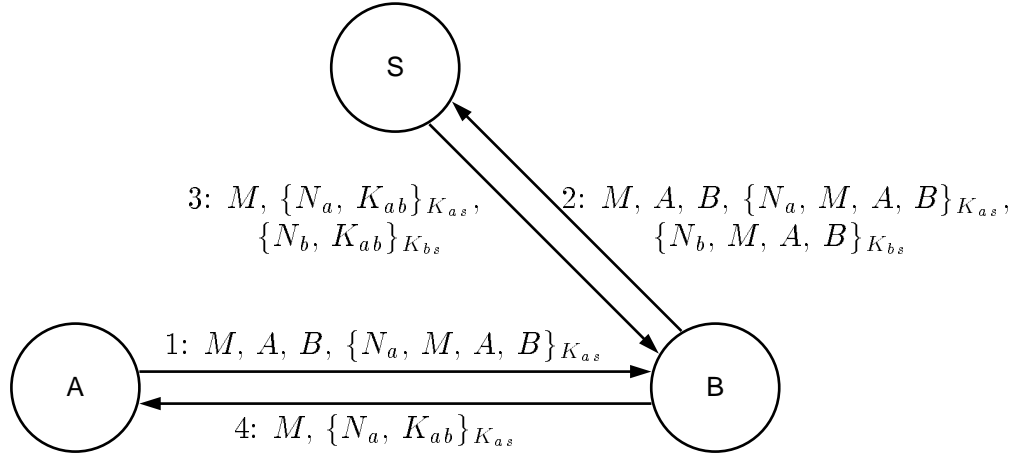 S
3: M, {N_a, K_ab}_K_as,
{N_b, K_ab}_K_bs
2: M, A, B, {N_a, M, A, B}_K_as,
{N_b, M, A, B}_K_bs
1: M, A, B, {N_a, M, A, B}_K_as
A
B
4: M, {N_a, K_ab}_K_as